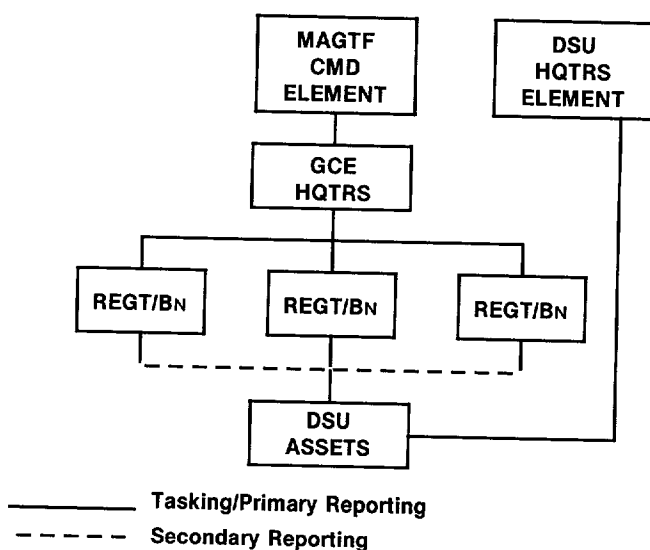 MAGTF
CMD
ELEMENT
DSU
HQTRS
ELEMENT
GCE
HQTRS
REGT/BN
REGT/BN
REGT/BN
DSU
ASSETS
Tasking/Primary Reporting
Secondary Reporting